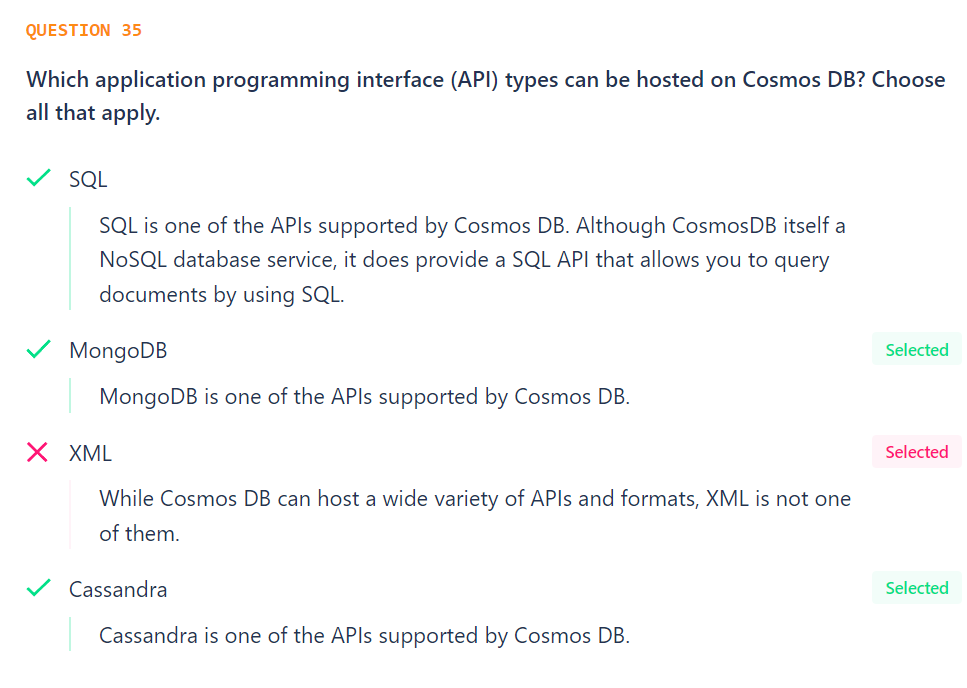 QUESTION 35
Which application programming interface (API) types can be hosted on Cosmos DB? Choose
all that apply.
SQL
SQL is one of the APIs supported by Cosmos DB. Although CosmosDB itself a
NoSQL database service, it does provide a SQL API that allows you to query
documents by using SQL.
MongoDB
Selected
MongoDB is one of the APIs supported by Cosmos DB.
XML
Selected
While Cosmos DB can host a wide variety of APIs and formats, XML is not one
of them.
Cassandra
Selected
Cassandra is one of the APIs supported by Cosmos DB.